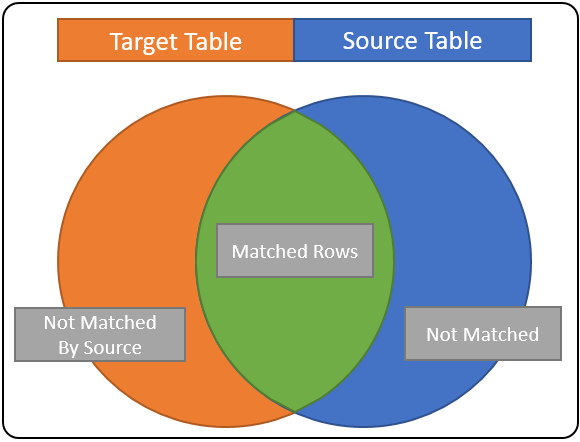 Target Table
Source Table
Matched Rows
Not Matched
By Source
Not Matched